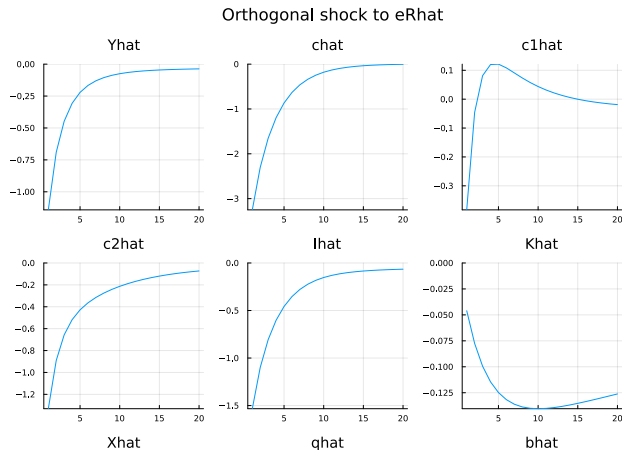 Orthogonal shock to eRhat
Yhat chat c1hat
0.00 0 0.1
−0.25 −1 0.0
−0.50 −0.1
−0.75 −2 −0.2
−1.00 −3 −0.3
5 10 15 20 5 10 15 20 5 10 15 20
c2hat Ihat Khat
0.0 0.0 0.000
−0.2 −0.025
−0.4 −0.5 −0.050
−0.6 −0.075
−0.8 −1.0 −0.100
−1.0 −0.125
−1.2 −1.5
5 10 15 20 5 10 15 20 5 10 15 20
Xhat qhat bhat